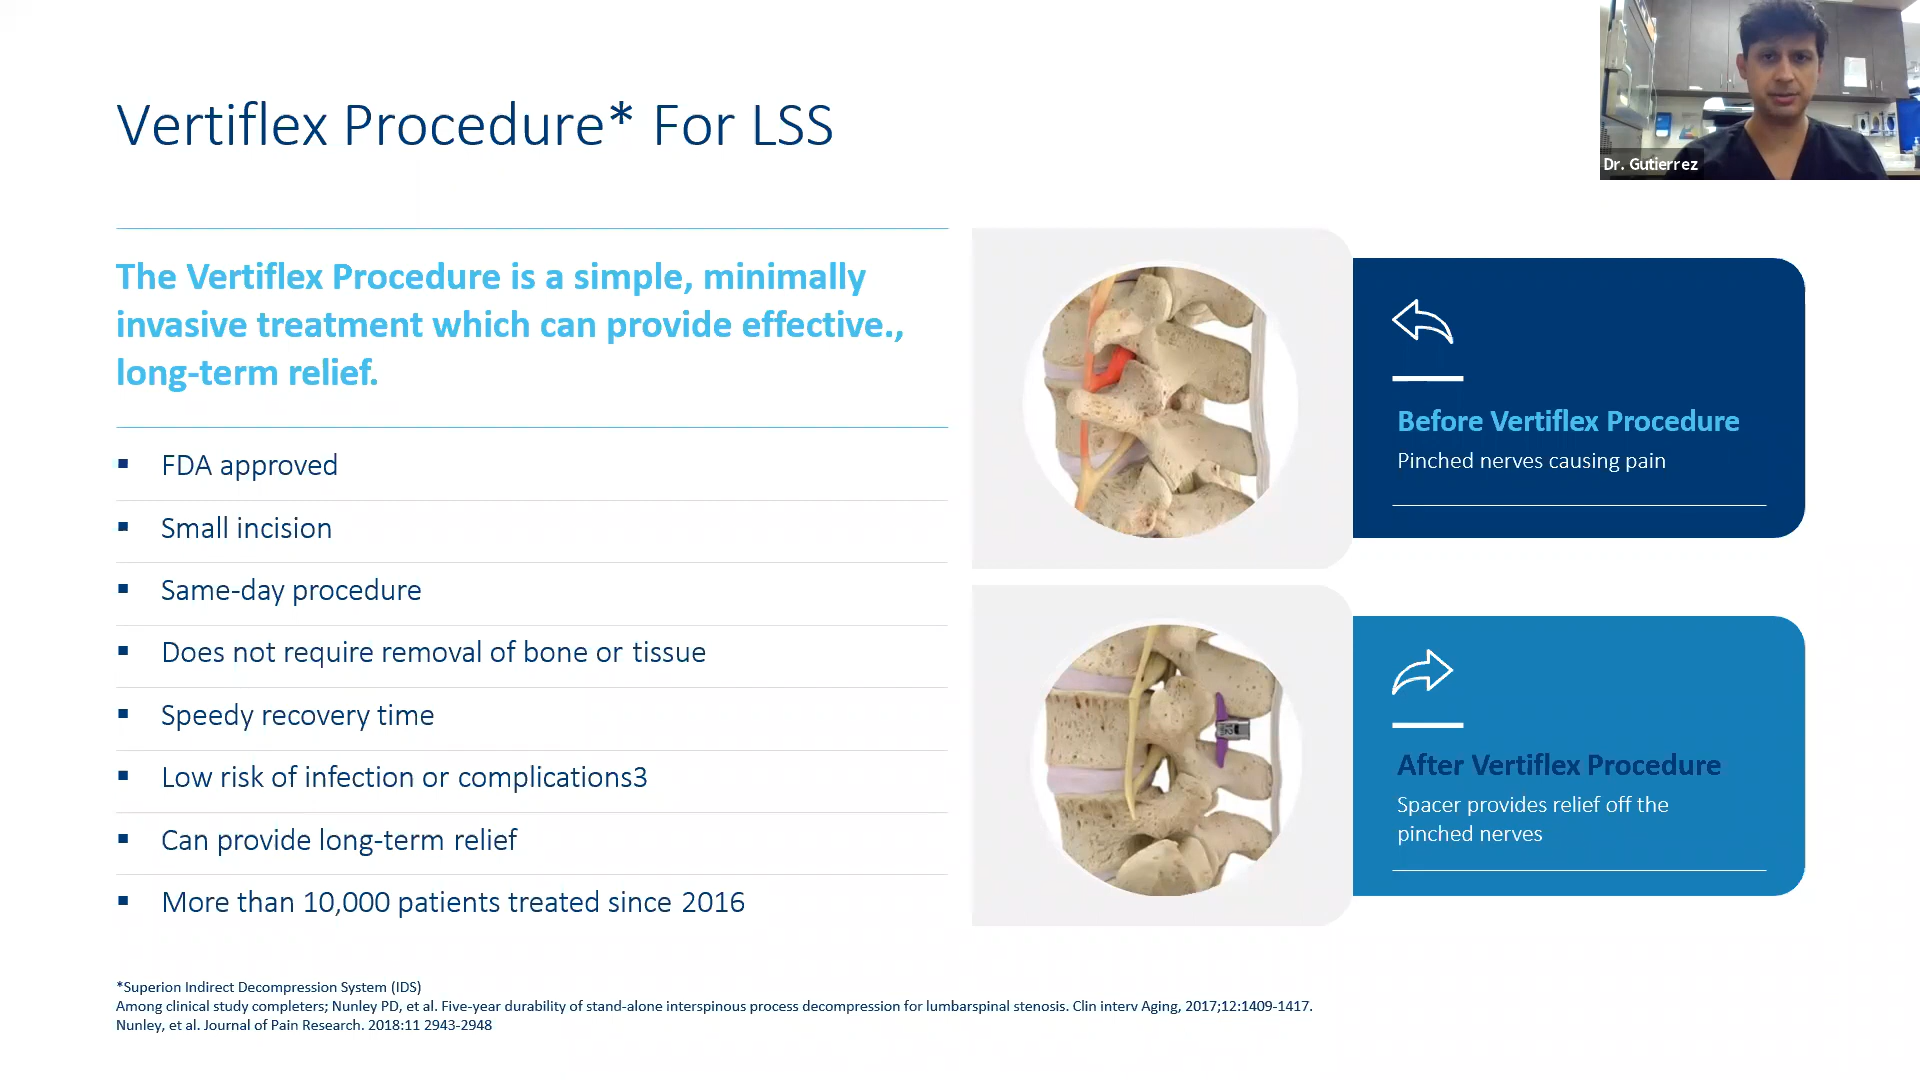 Vertiflex Procedure* For LSS
Dr. Gutierrez
The Vertiflex Procedure is a simple, minimally
invasive treatment which can provide effective.,
long-term relief.
▪ FDA approved
▪ Small incision
▪ Same-day procedure
▪ Does not require removal of bone or tissue
▪ Speedy recovery time
▪ Low risk of infection or complications3
▪ Can provide long-term relief
▪ More than 10,000 patients treated since 2016
Before Vertiflex Procedure
Pinched nerves causing pain
After Vertiflex Procedure
Spacer provides relief off the
pinched nerves
*Superion Indirect Decompression System (IDS)
Among clinical study completers; Nunley PD, et al. Five-year durability of stand-alone interspinous process decompression for lumbarspinal stenosis. Clin interv Aging, 2017;12:1409-1417.
Nunley, et al. Journal of Pain Research. 2018:11 2943-2948